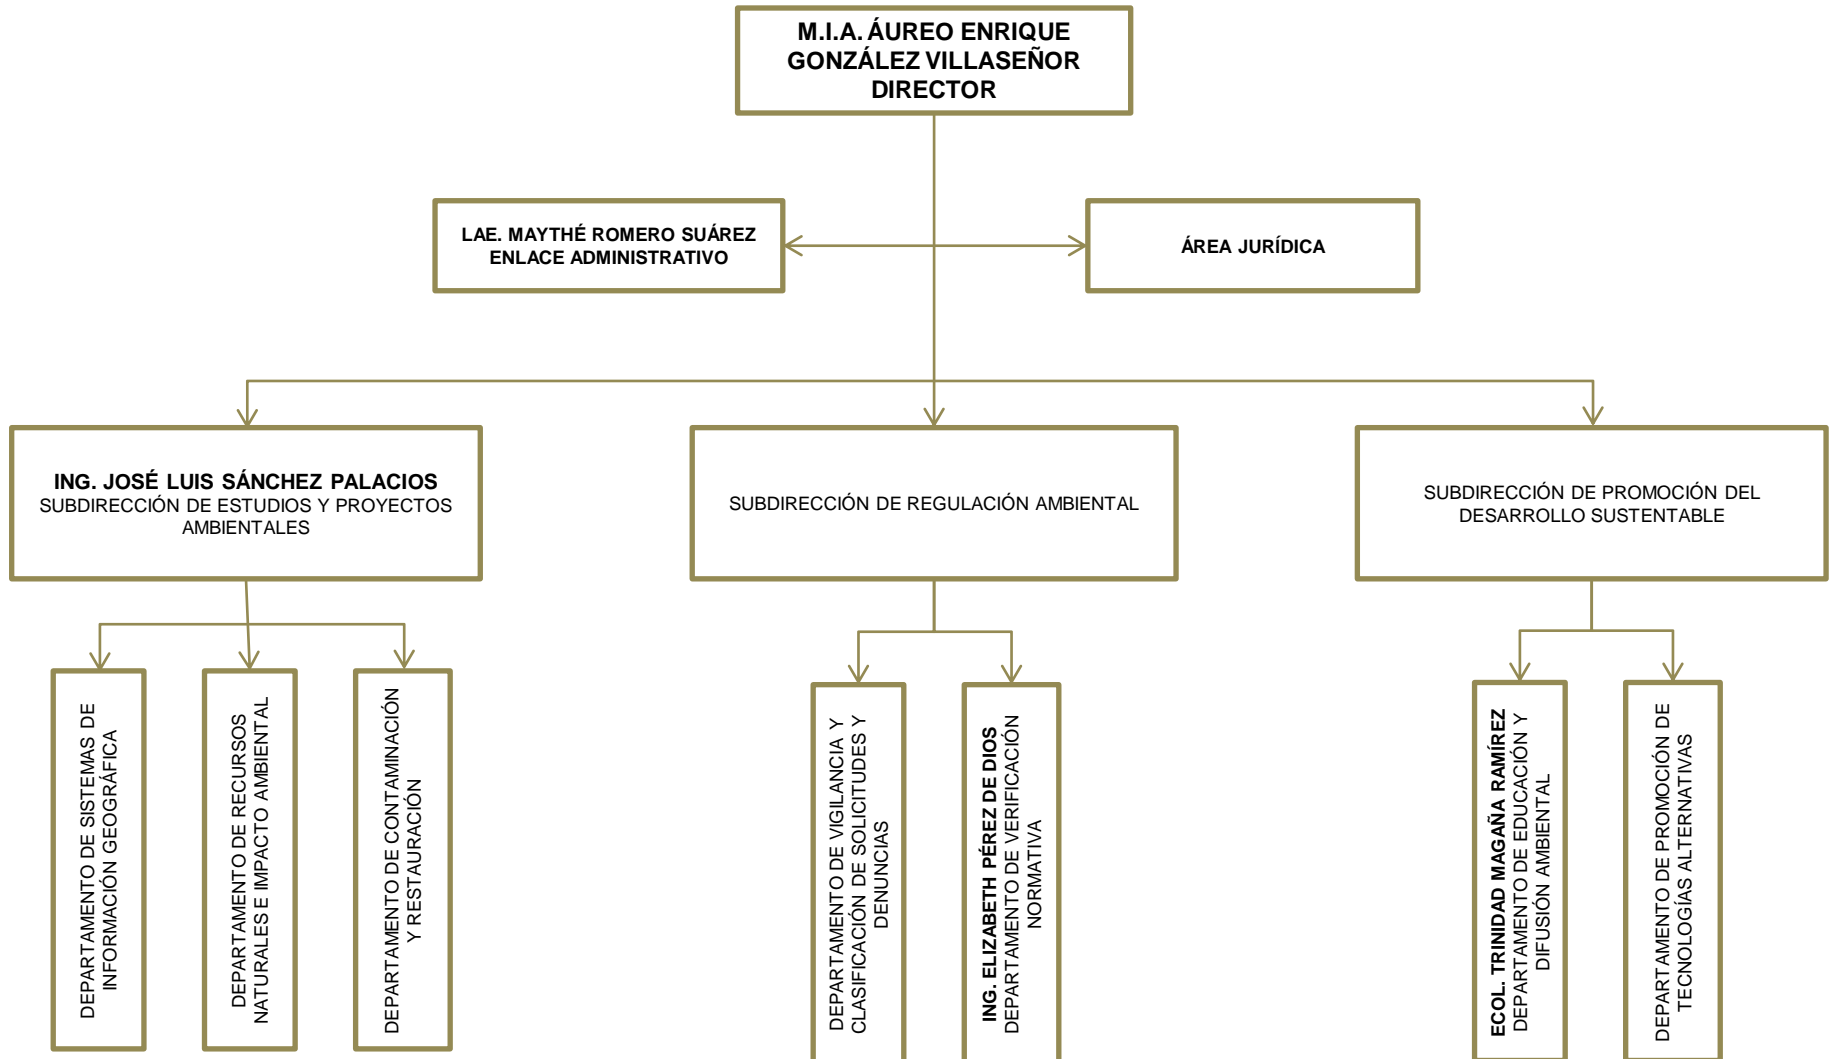 M.I.A. ÁUREO ENRIQUE
GONZÁLEZ VILLASEÑOR
DIRECTOR
LAE. MAYTHÉ ROMERO SUÁREZ
ENLACE ADMINISTRATIVO
ÁREA JURÍDICA
ING. JOSÉ LUIS SÁNCHEZ PALACIOS
SUBDIRECCIÓN DE ESTUDIOS Y PROYECTOS
AMBIENTALES
SUBDIRECCIÓN DE REGULACIÓN AMBIENTAL
SUBDIRECCIÓN DE PROMOCIÓN DEL
DESARROLLO SUSTENTABLE
DEPARTAMENTO DE SISTEMAS DE
INFORMACIÓN GEOGRÁFICA
DEPARTAMENTO DE RECURSOS
NATURALES E IMPACTO AMBIENTAL
DEPARTAMENTO DE CONTAMINACIÓN
Y RESTAURACIÓN
DEPARTAMENTO DE VIGILANCIA Y
CLASIFICACIÓN DE SOLICITUDES Y
DENUNCIAS
ING. ELIZABETH PÉREZ DE DIOS
DEPARTAMENTO DE VERIFICACIÓN
NORMATIVA
ECOL. TRINIDAD MAGAÑA RAMÍREZ
DEPARTAMENTO DE EDUCACIÓN Y
DIFUSIÓN AMBIENTAL
DEPARTAMENTO DE PROMOCIÓN DE
TECNOLOGÍAS ALTERNATIVAS